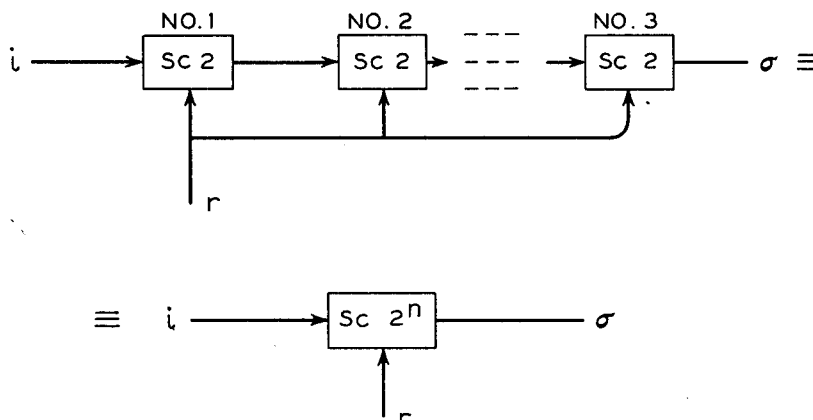 NO.1 NO.2 NO.3
i Sc 2 Sc 2 Sc 2 σ ≡
r
≡ i Sc 2ⁿ σ
r